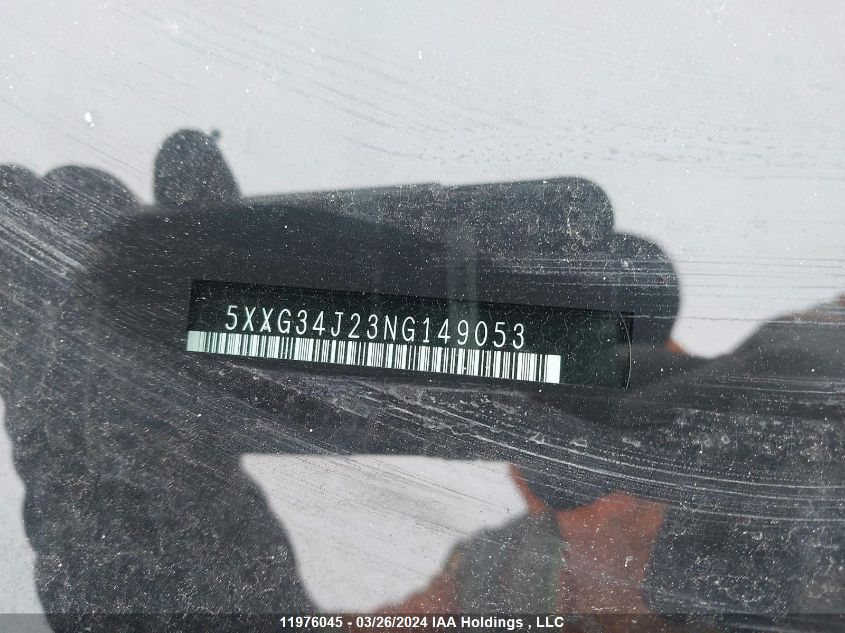 5XXG34J23NG149053
11976045 - 03/26/2024 IAA Holdings , LLC